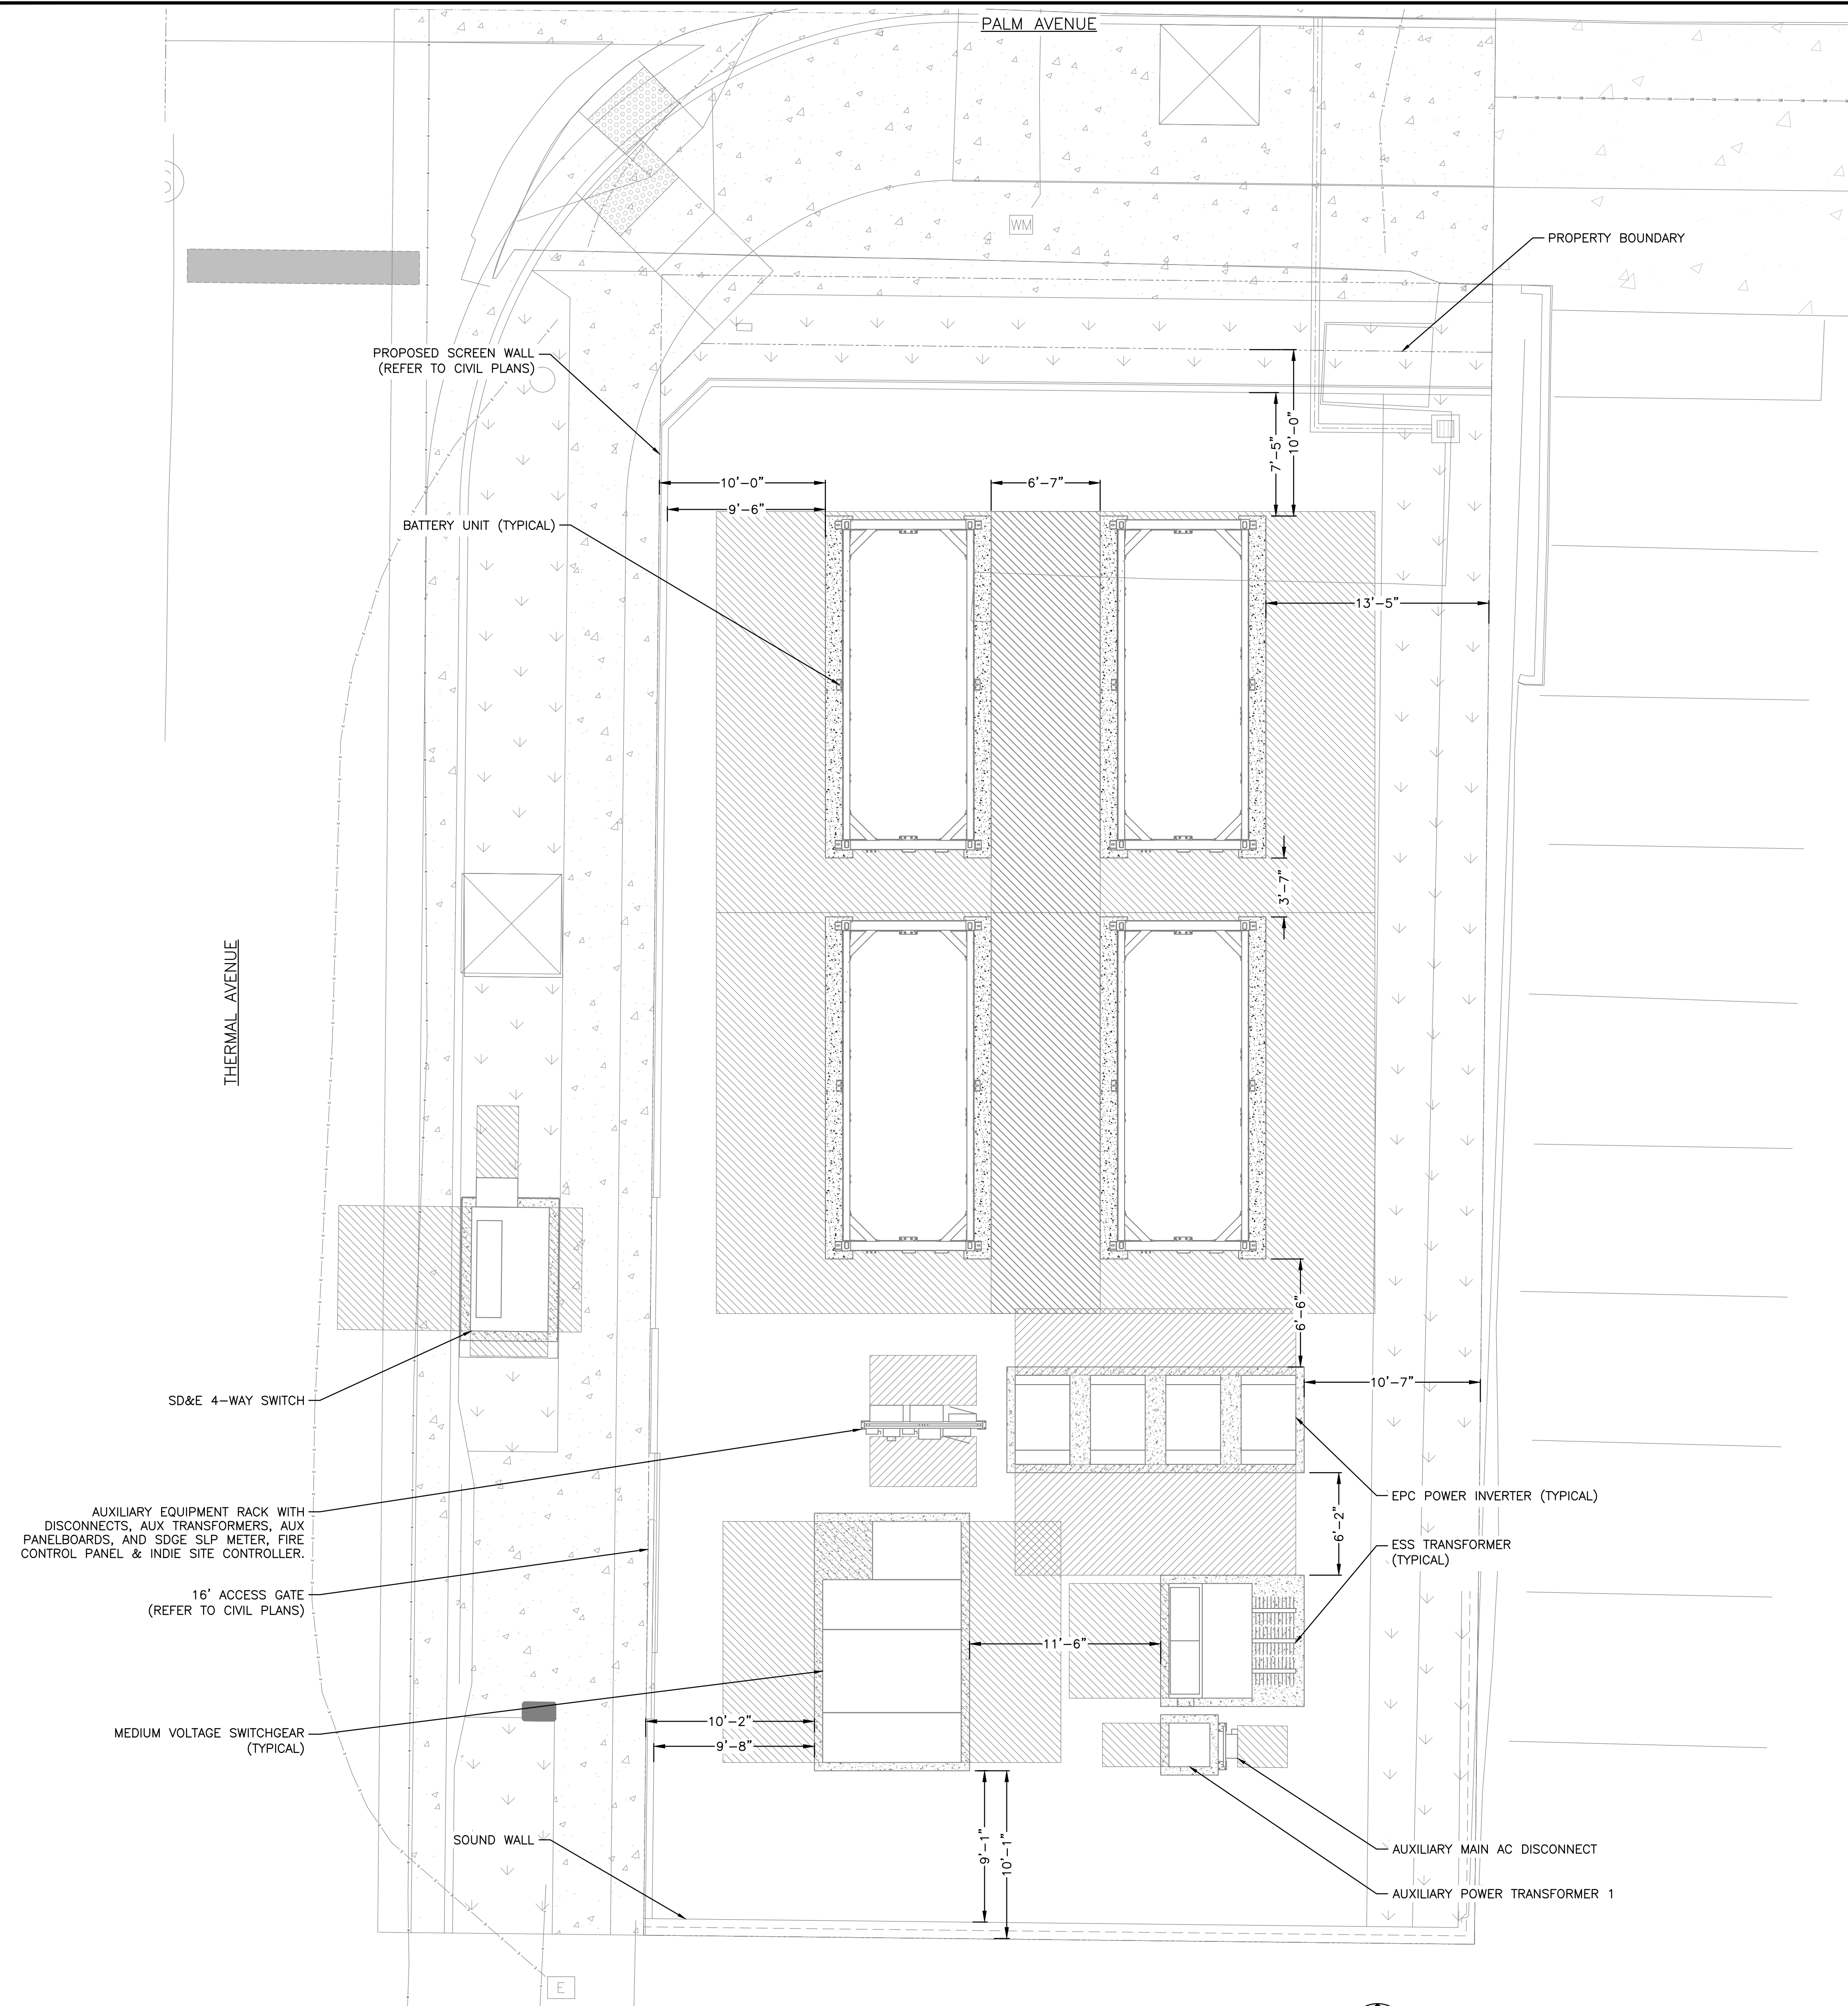 PALM AVENUE
WM
PROPERTY BOUNDARY
PROPOSED SCREEN WALL
(REFER TO CIVIL PLANS)
7'-5"
10'-0"
10'-0"
6'-7"
9'-6"
BATTERY UNIT (TYPICAL)
13'-5"
3'-7"
THERMAL AVENUE
6'-6"
10'-7"
SD&E 4-WAY SWITCH
EPC POWER INVERTER (TYPICAL)
AUXILIARY EQUIPMENT RACK WITH
DISCONNECTS, AUX TRANSFORMERS, AUX
PANELBOARDS, AND SDGE SLP METER, FIRE
CONTROL PANEL & INDIE SITE CONTROLLER.
6'-2"
ESS TRANSFORMER
(TYPICAL)
16' ACCESS GATE
(REFER TO CIVIL PLANS)
11'-6"
10'-2"
MEDIUM VOLTAGE SWITCHGEAR
(TYPICAL)
9'-8"
SOUND WALL
9'-1"
10'-1"
AUXILIARY MAIN AC DISCONNECT
AUXILIARY POWER TRANSFORMER 1
E